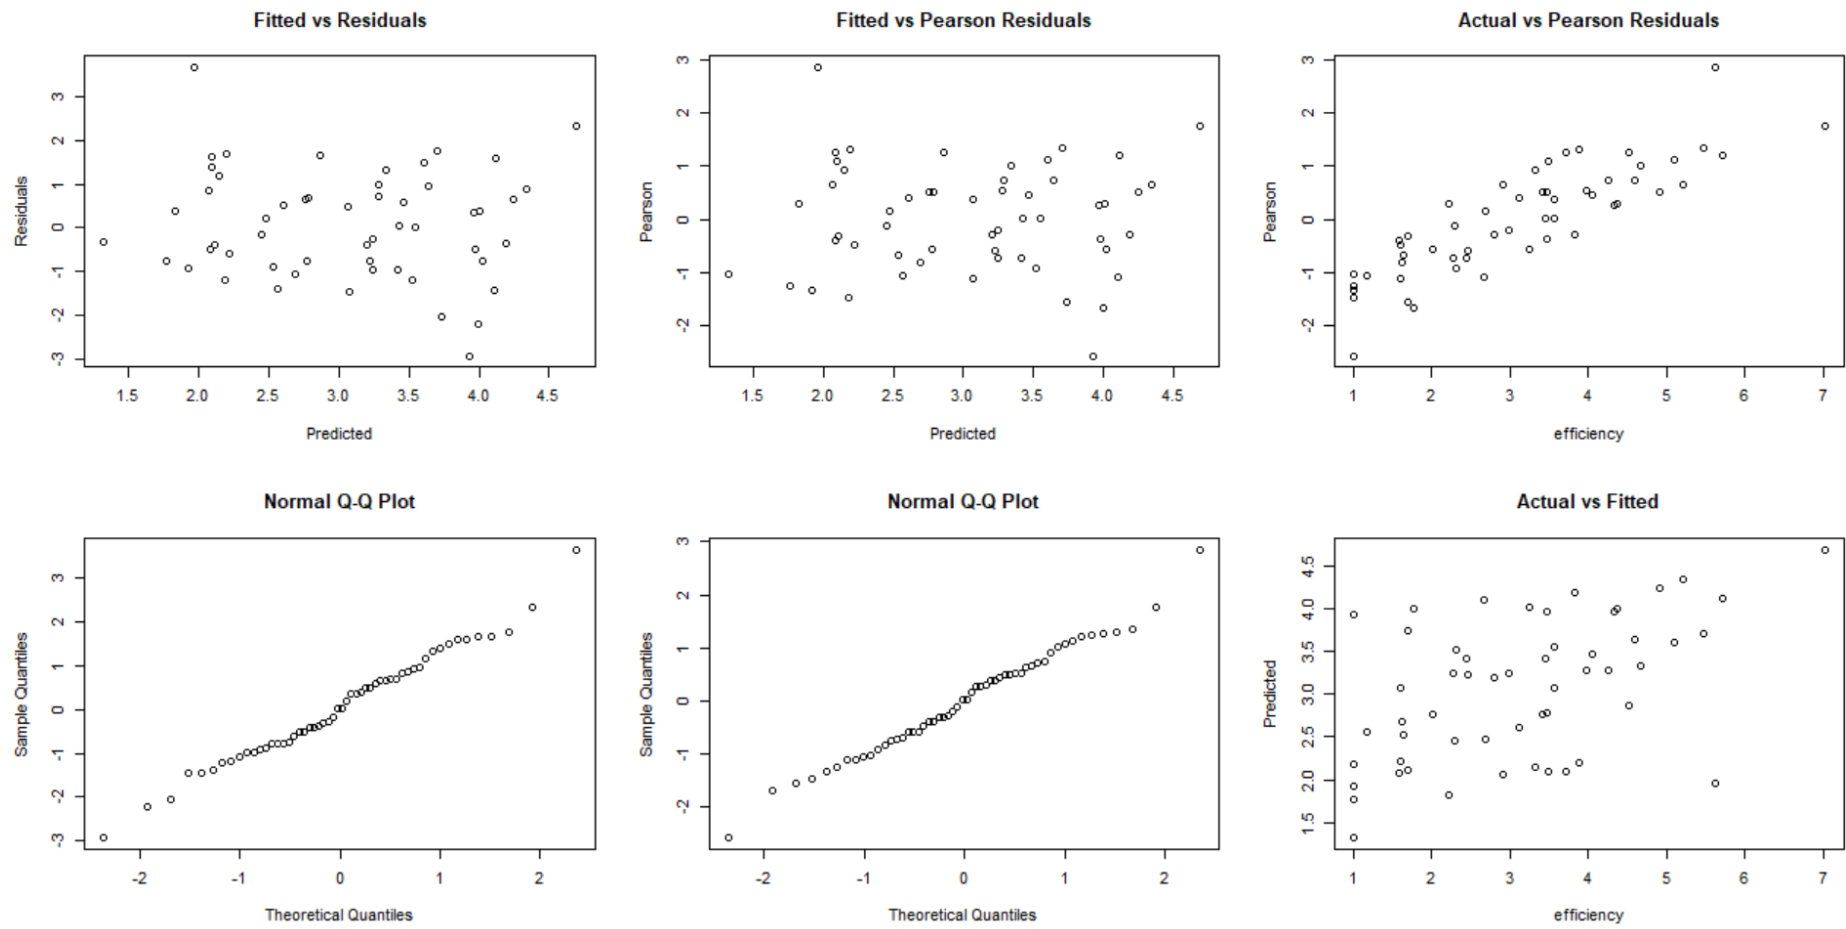 Fitted vs Residuals
Residuals
3
2
1
0
-1
-2
-3
1.5 2.0 2.5 3.0 3.5 4.0 4.5
Predicted
Fitted vs Pearson Residuals
Pearson
3
2
1
0
-1
-2
1.5 2.0 2.5 3.0 3.5 4.0 4.5
Predicted
Actual vs Pearson Residuals
Pearson
3
2
1
0
-1
-2
1 2 3 4 5 6 7
efficiency
Normal Q-Q Plot
Sample Quantiles
3
2
1
0
-1
-2
-3
-2 -1 0 1 2
Theoretical Quantiles
Normal Q-Q Plot
Sample Quantiles
3
2
1
0
-1
-2
-2 -1 0 1 2
Theoretical Quantiles
Actual vs Fitted
Predicted
4.5
4.0
3.5
3.0
2.5
2.0
1.5
1 2 3 4 5 6 7
efficiency